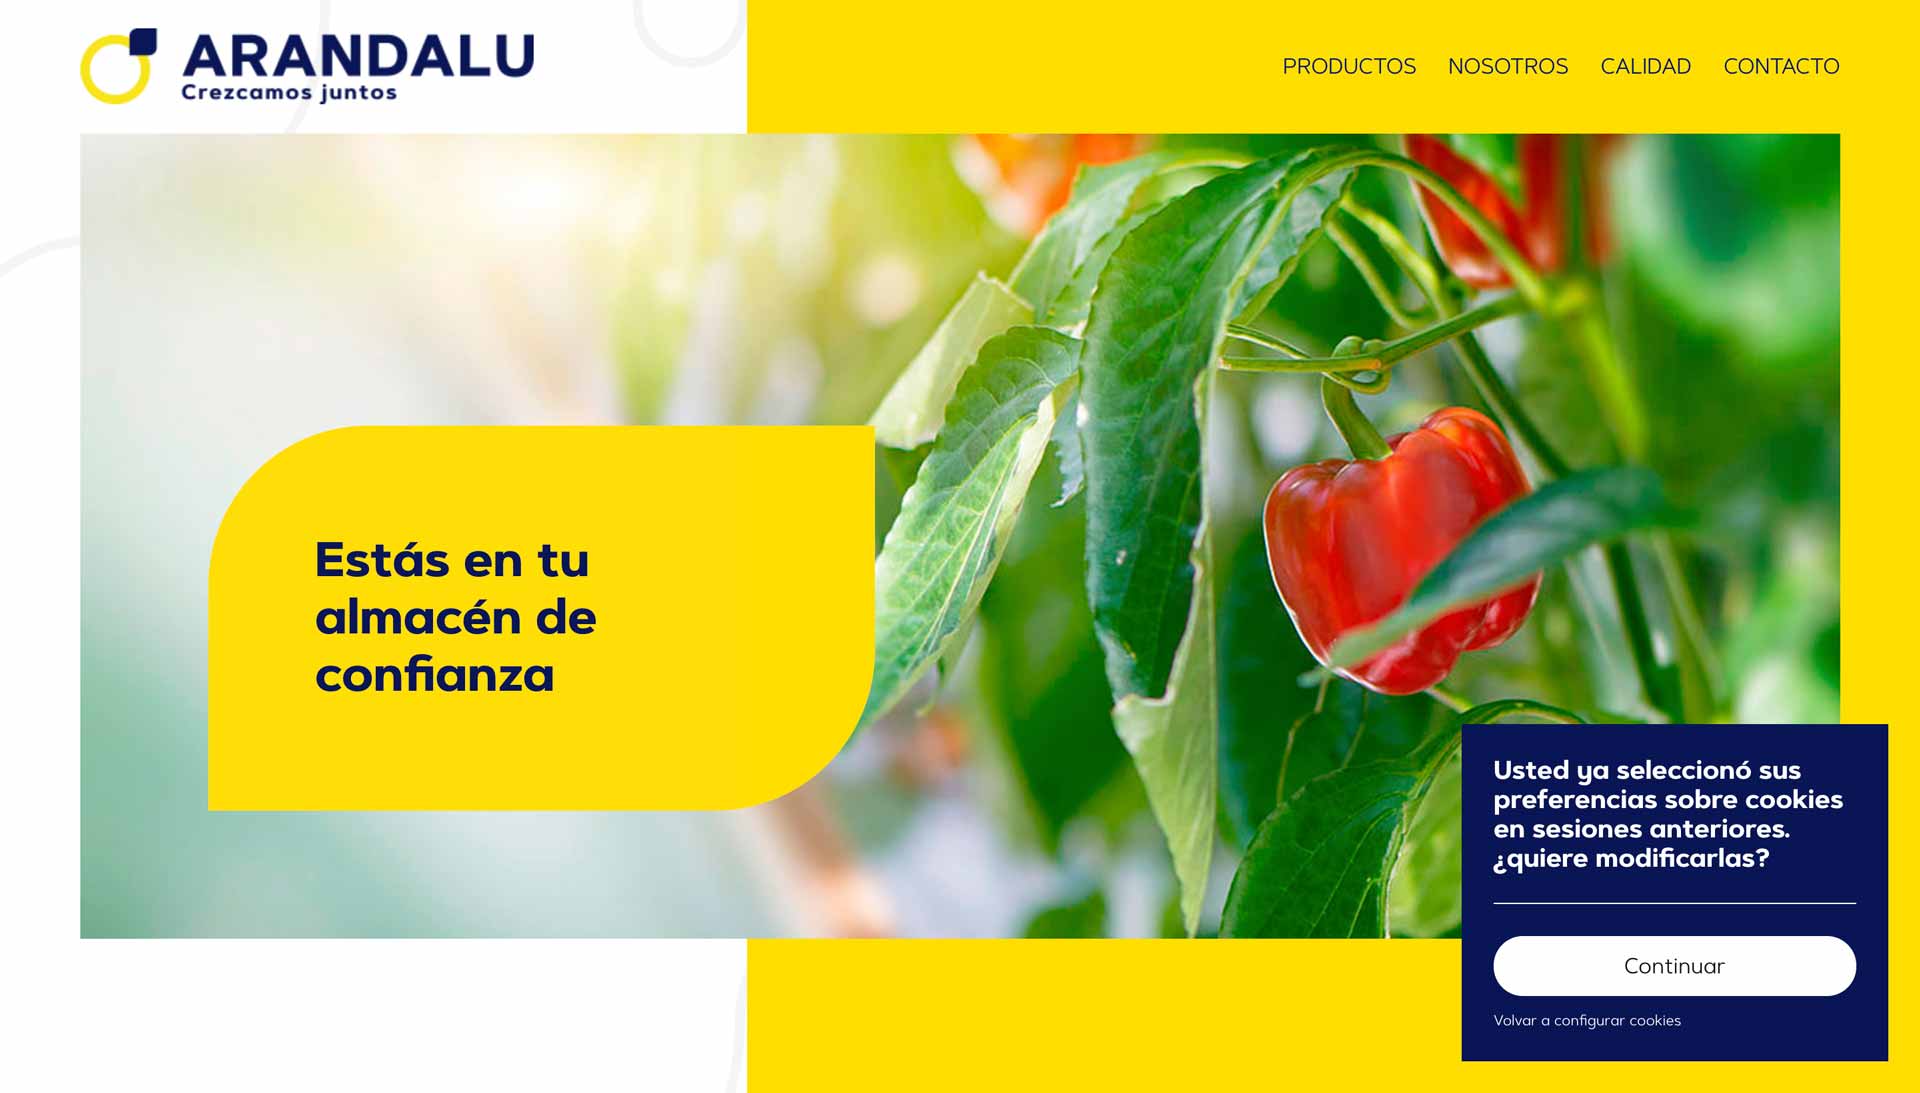 ARANDALU
Crezcamos juntos
PRODUCTOS NOSOTROS CALIDAD CONTACTO
Estás en tu
almacén de
confianza
Usted ya seleccionó sus
preferencias sobre cookies
en sesiones anteriores.
¿quiere modificarlas?
Continuar
Volvar a configurar cookies